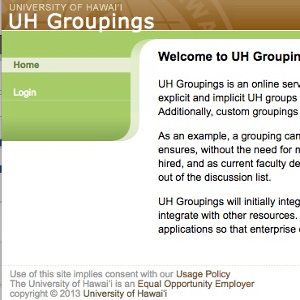 UNIVERSITY OF HAWAIʻI
UH Groupings
Home
Login
Welcome to UH Groupin
UH Groupings is an online serv
explicit and implicit UH groups
Additionally, custom groupings
As an example, a grouping can
ensures, without the need for m
hired, and as current faculty de
out of the discussion list.
UH Groupings will initially integ
integrate with other resources.
applications so that enterprise
Use of this site implies consent with our Usage Policy
The University of Hawaiʻi is an Equal Opportunity Employer
copyright © 2013 University of Hawaiʻi